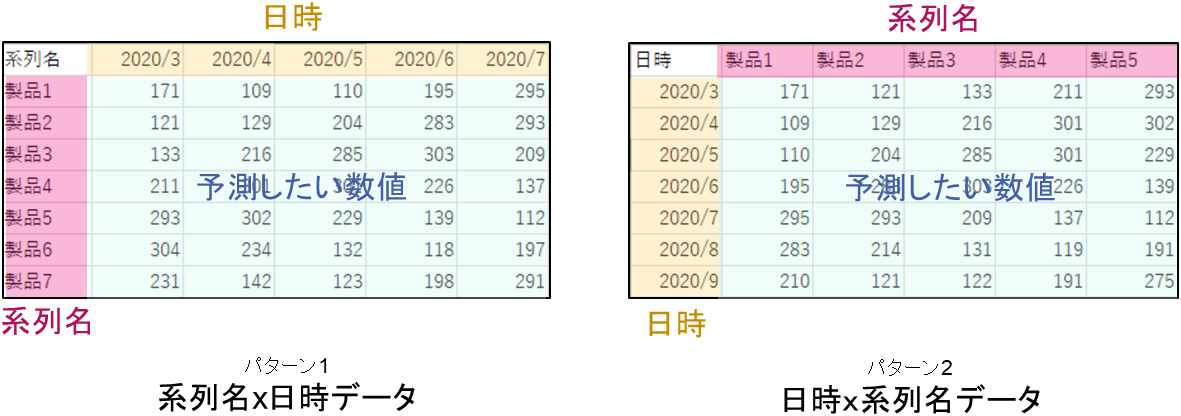 日時
系列名 2020/3 2020/4 2020/5 2020/6 2020/7
製品1 171 109 110 195 295
製品2 121 129 204 283 293
製品3 133 216 285 303 209
製品4 211 226 137
予測したい数値
製品5 293 302 229 139 112
製品6 304 234 132 118 197
製品7 231 142 123 198 291
系列名
パターン1
系列名x日時データ
系列名
日時 製品1 製品2 製品3 製品4 製品5
2020/3 171 121 133 211 293
2020/4 109 129 216 301 302
2020/5 110 204 285 301 229
2020/6 195 303 226 139
予測したい数値
2020/7 295 293 209 137 112
2020/8 283 214 131 119 191
2020/9 210 121 122 191 275
日時
パターン2
日時x系列名データ